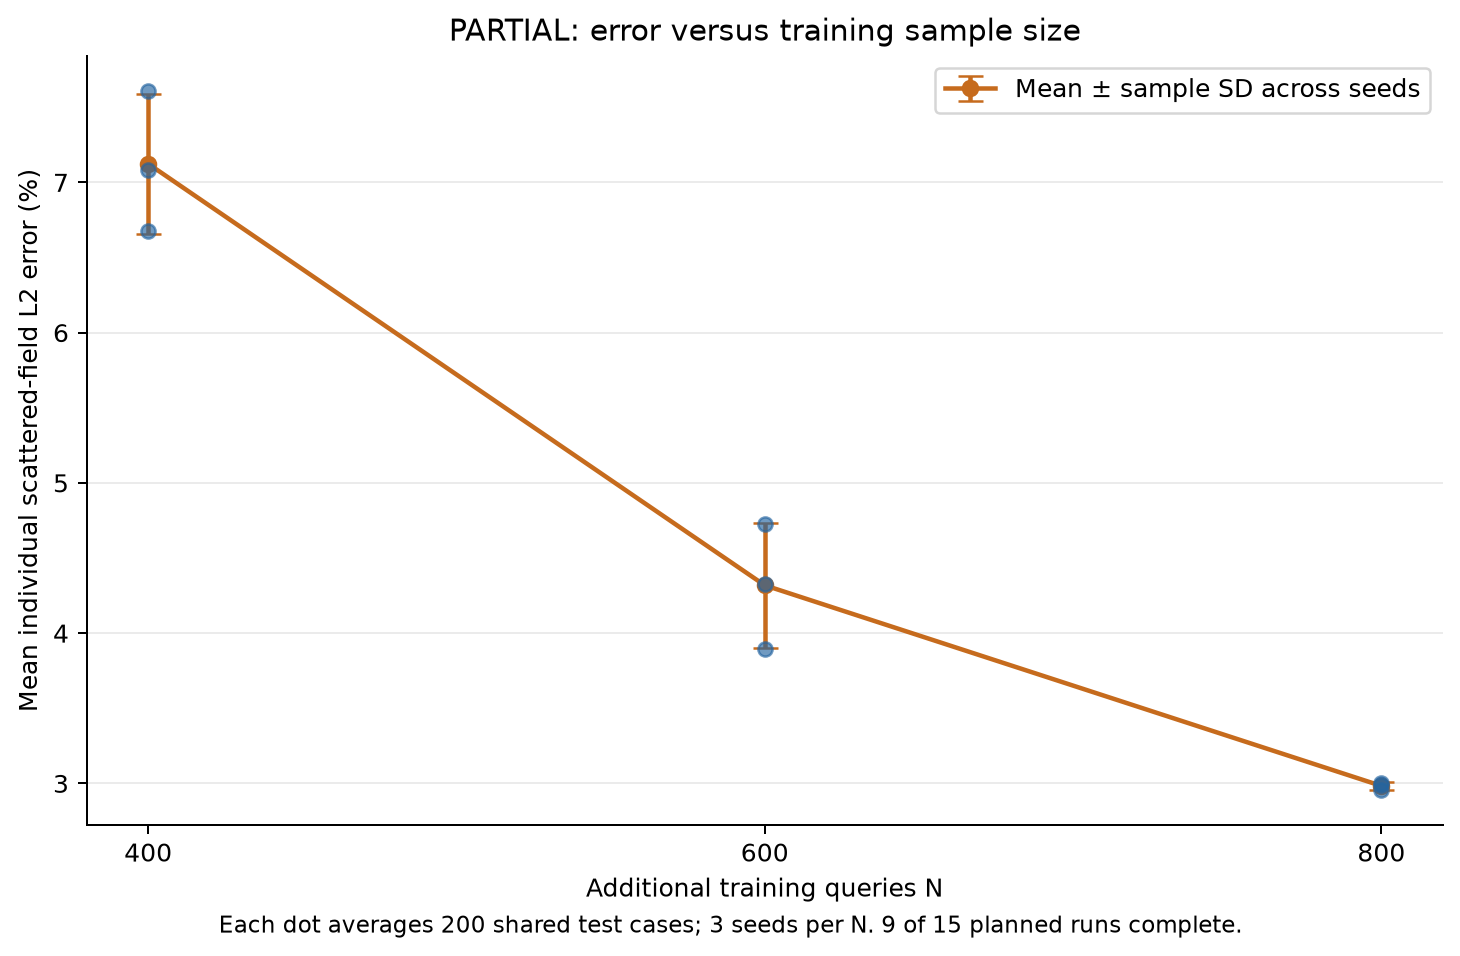 PARTIAL: error versus training sample size
Mean ± sample SD across seeds
Mean individual scattered-field L2 error (%)
7
6
5
4
3
400
600
800
Additional training queries N
Each dot averages 200 shared test cases; 3 seeds per N. 9 of 15 planned runs complete.